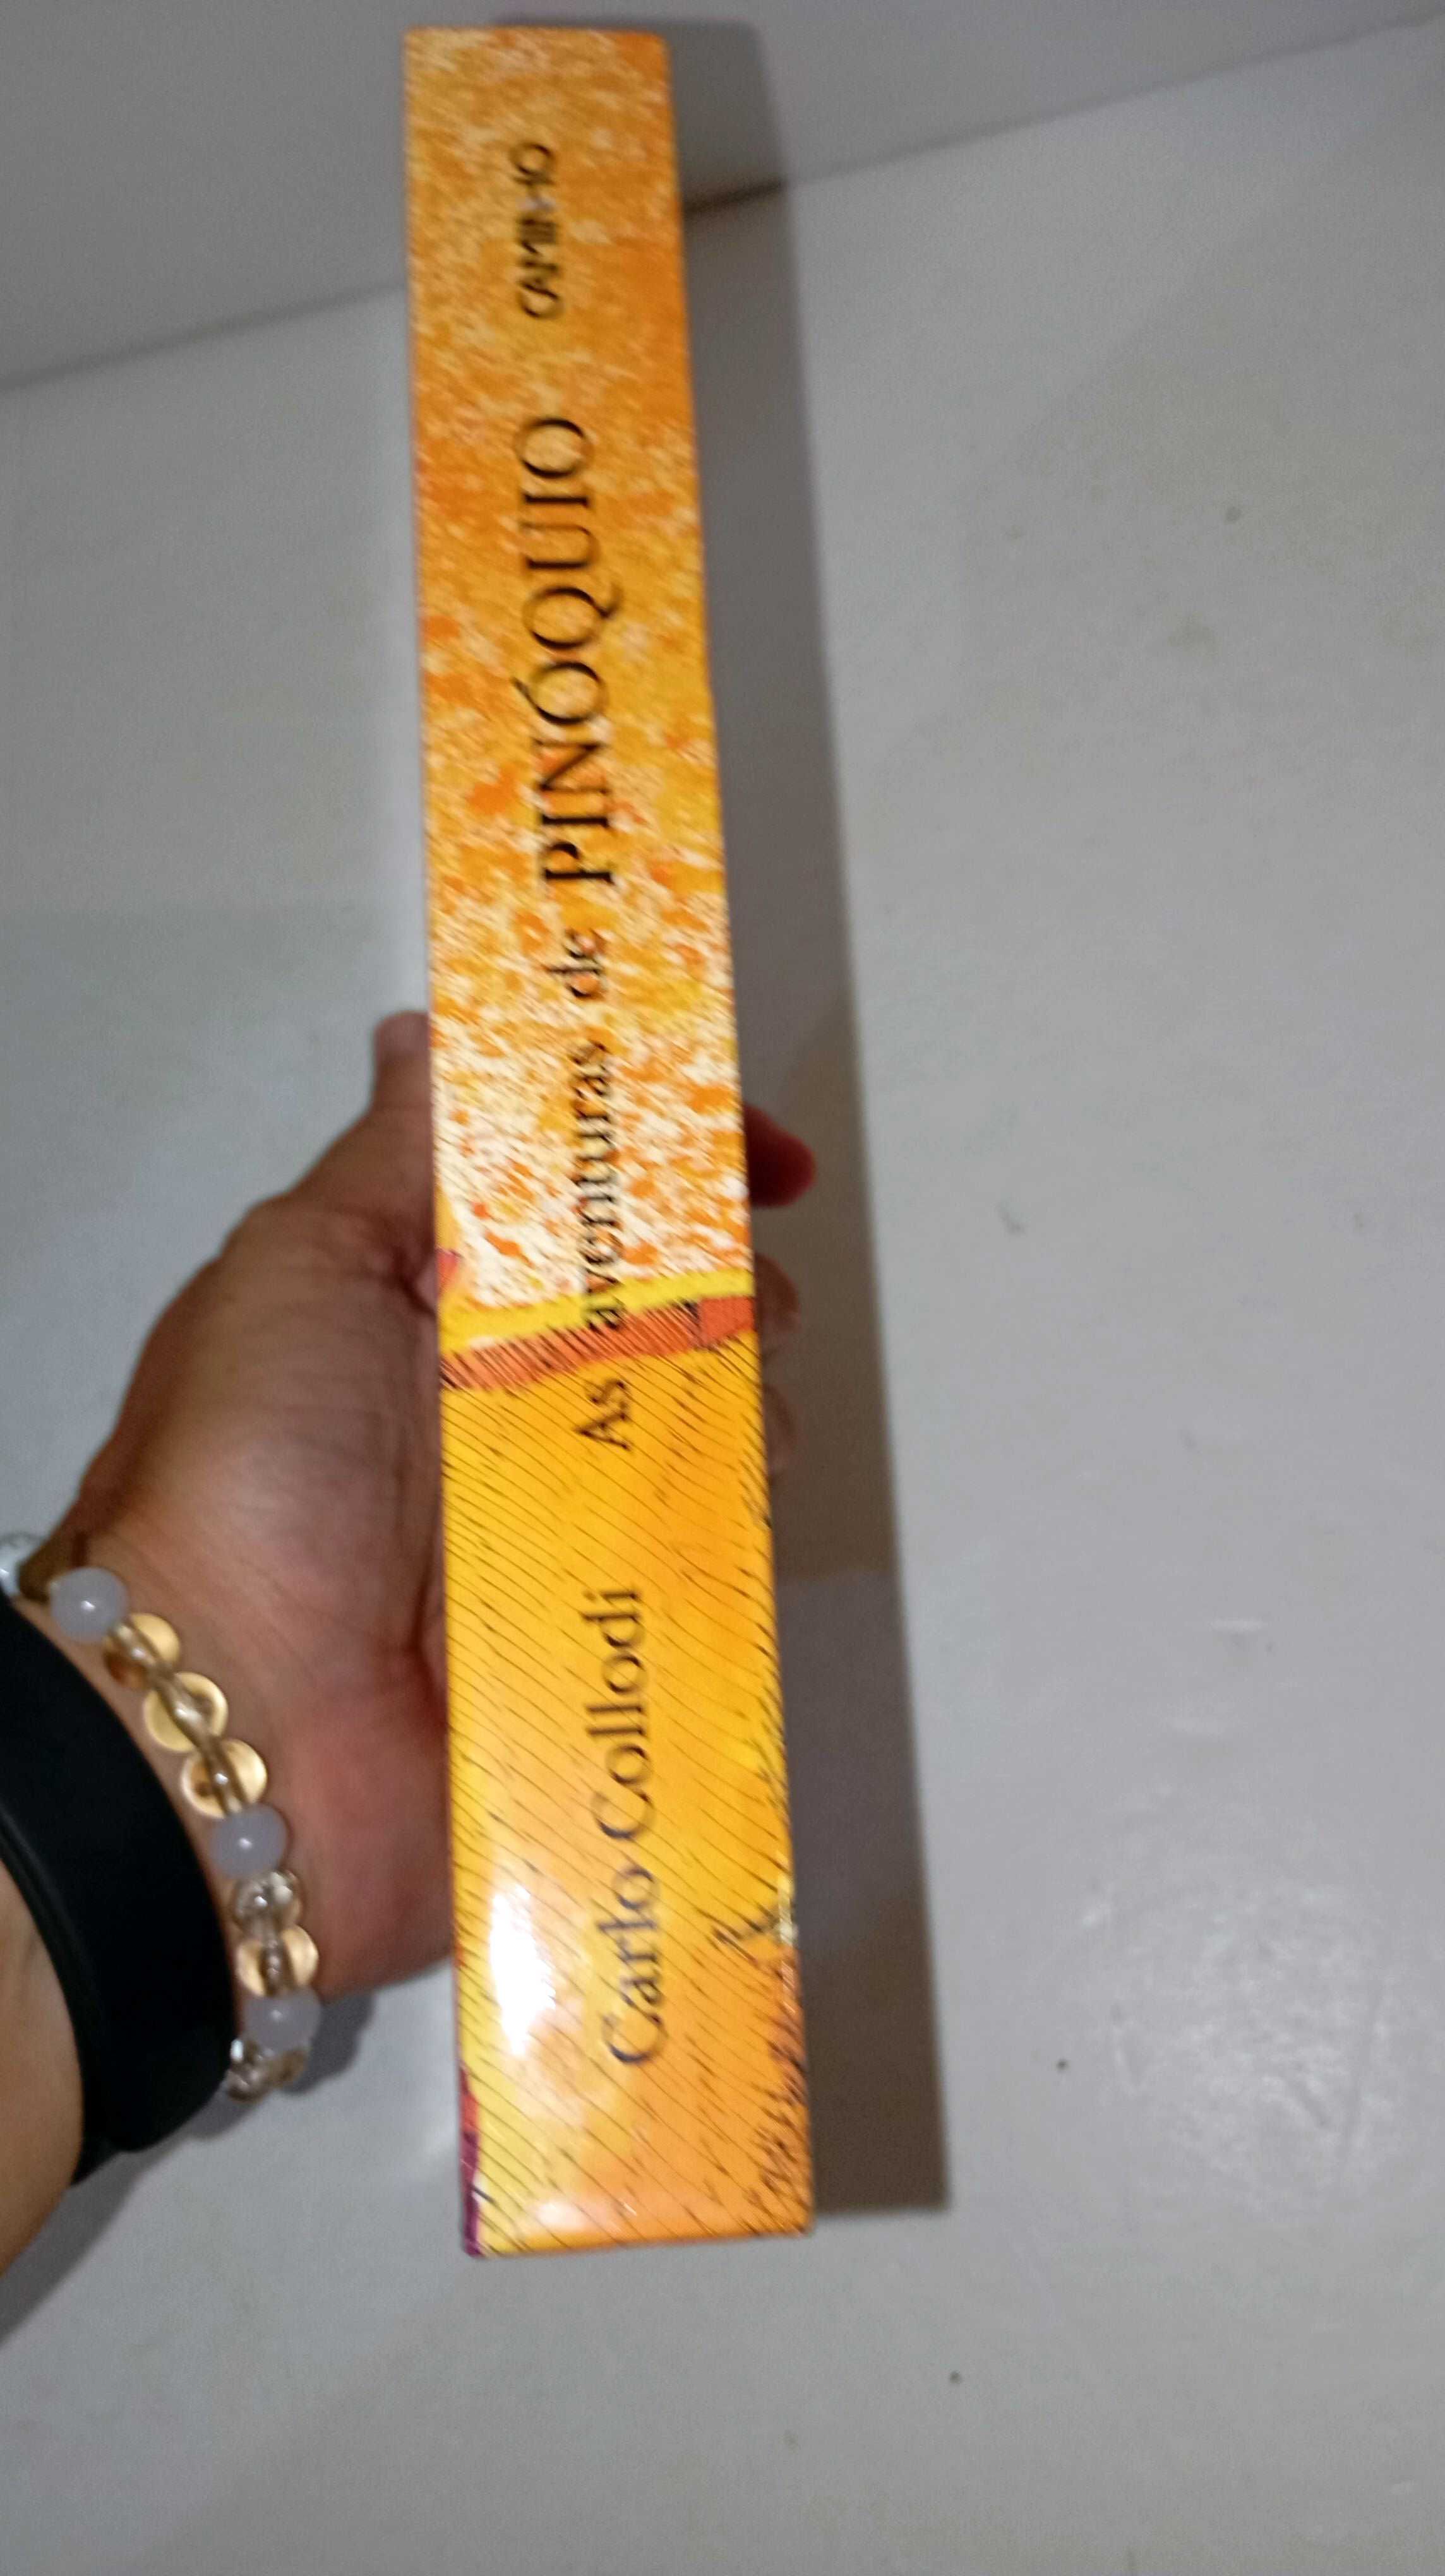 Carlo Collodi As aventuras de PINÓQUIO CAMINHO